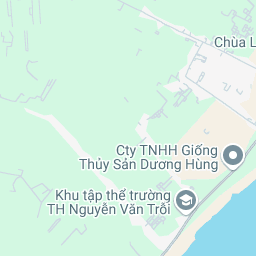 Chùa L
Cty TNHH Giống
Thủy Sản Dương Hùng
Khu tập thể trường
TH Nguyễn Văn Trỗi